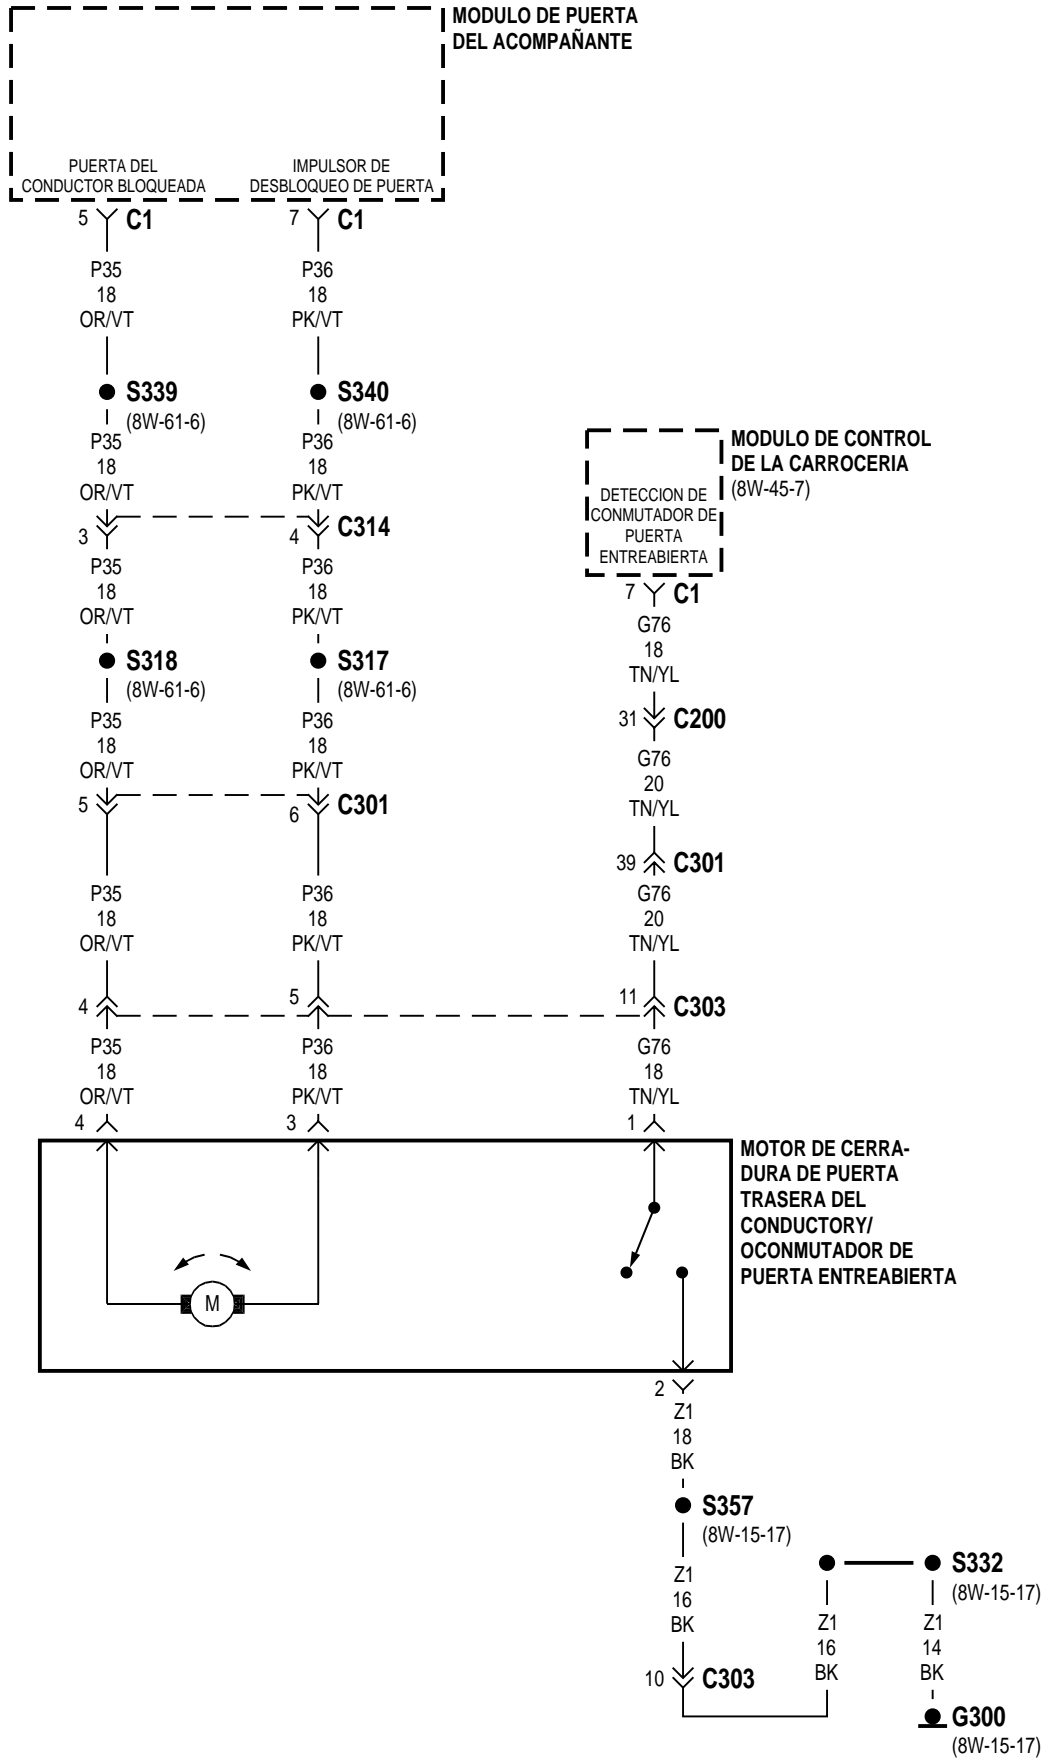 MODULO DE PUERTA
DEL ACOMPAÑANTE
PUERTA DEL
CONDUCTOR BLOQUEADA
IMPULSOR DE
DESBLOQUEO DE PUERTA
5 C1
7 C1
P35
18
OR/VT
P36
18
PK/VT
S339
(8W-61-6)
S340
(8W-61-6)
P35
18
OR/VT
P36
18
PK/VT
MODULO DE CONTROL
DE LA CARROCERIA
(8W-45-7)
DETECCION DE
CONMUTADOR DE
PUERTA
ENTREABIERTA
3
4 C314
P35
18
OR/VT
P36
18
PK/VT
7 C1
G76
18
TN/YL
S318
(8W-61-6)
S317
(8W-61-6)
P35
18
OR/VT
P36
18
PK/VT
31 C200
G76
20
TN/YL
5
6 C301
39 C301
P35
18
OR/VT
P36
18
PK/VT
G76
20
TN/YL
4
5
11 C303
P35
18
OR/VT
P36
18
PK/VT
G76
18
TN/YL
4
3
1
MOTOR DE CERRA-
DURA DE PUERTA
TRASERA DEL
CONDUCTORY/
OCONMUTADOR DE
PUERTA ENTREABIERTA
M
2
Z1
18
BK
S357
(8W-15-17)
Z1
16
BK
S332
(8W-15-17)
Z1
16
BK
Z1
14
BK
10 C303
G300
(8W-15-17)